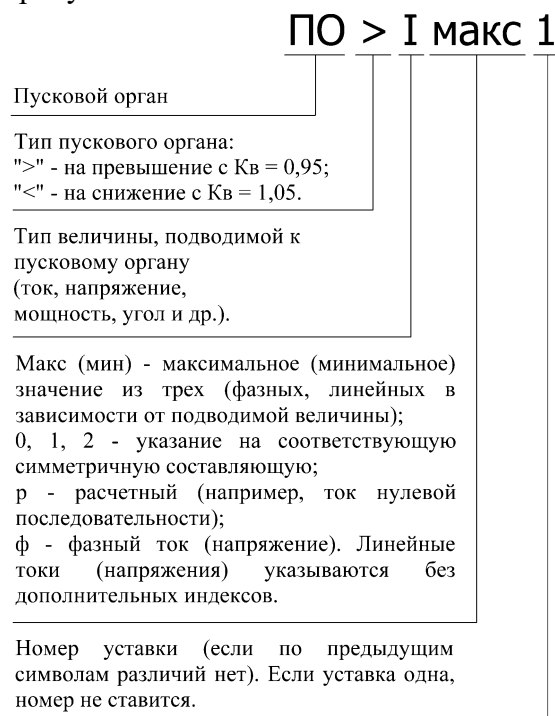 ПО > I макс 1
Пусковой орган
Тип пускового органа:
">" - на превышение с Кв = 0,95;
"<" - на снижение с Кв = 1,05.
Тип величины, подводимой к
пусковому органу
(ток, напряжение,
мощность, угол и др.).
Макс (мин) - максимальное (минимальное)
значение из трех (фазных, линейных в
зависимости от подводимой величины);
0, 1, 2 - указание на соответствующую
симметричную составляющую;
р - расчетный (например, ток нулевой
последовательности);
ф - фазный ток (напряжение). Линейные
токи (напряжения) указываются без
дополнительных индексов.
Номер уставки (если по предыдущим
символам различий нет). Если уставка одна,
номер не ставится.